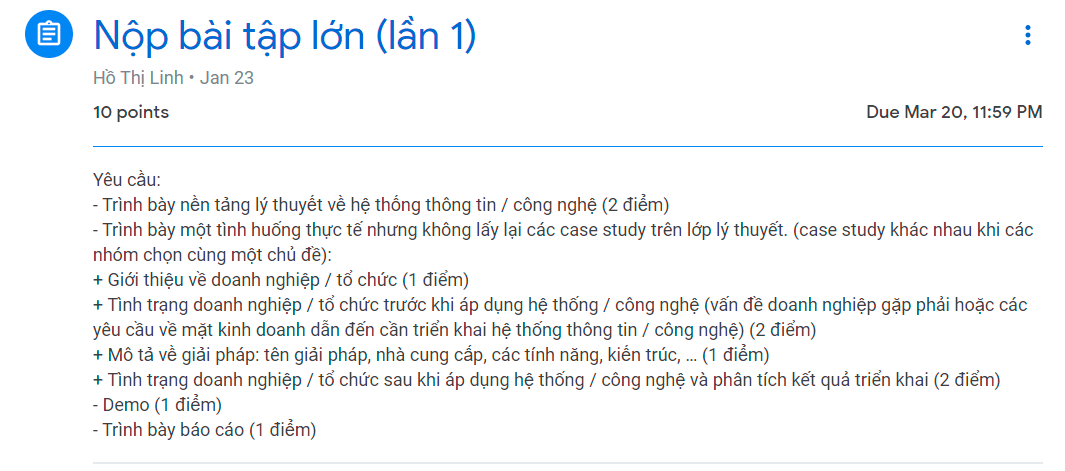 Nộp bài tập lớn (lần 1)
Hồ Thị Linh • Jan 23
10 points
Due Mar 20, 11:59 PM
Yêu cầu:
- Trình bày nền tảng lý thuyết về hệ thống thông tin / công nghệ (2 điểm)
- Trình bày một tình huống thực tế nhưng không lấy lại các case study trên lớp lý thuyết. (case study khác nhau khi các
nhóm chọn cùng một chủ đề):
+ Giới thiệu về doanh nghiệp / tổ chức (1 điểm)
+ Tình trạng doanh nghiệp / tổ chức trước khi áp dụng hệ thống / công nghệ (vấn đề doanh nghiệp gặp phải hoặc các
yêu cầu về mặt kinh doanh dẫn đến cần triển khai hệ thống thông tin / công nghệ) (2 điểm)
+ Mô tả về giải pháp: tên giải pháp, nhà cung cấp, các tính năng, kiến trúc, ... (1 điểm)
+ Tình trạng doanh nghiệp / tổ chức sau khi áp dụng hệ thống / công nghệ và phân tích kết quả triển khai (2 điểm)
- Demo (1 điểm)
- Trình bày báo cáo (1 điểm)